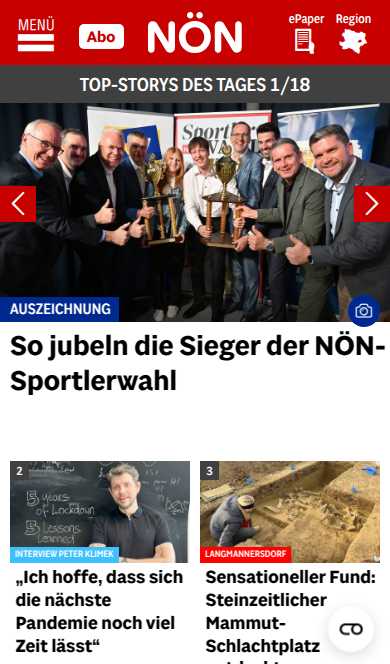 MENÜ
Abo
NÖN
ePaper
Region
TOP-STORYS DES TAGES 1/18
Sportler
AUSZEICHNUNG
So jubeln die Sieger der NÖN-
Sportlerwahl
2
5 years
of Lockdown
5 Lessons
Learned
INTERVIEW PETER KLIMEK
„Ich hoffe, dass sich
die nächste
Pandemie noch viel
Zeit lässt“
3
LANGMANNERSDORF
Sensationeller Fund:
Steinzeitlicher
Mammut-
Schlachtplatz